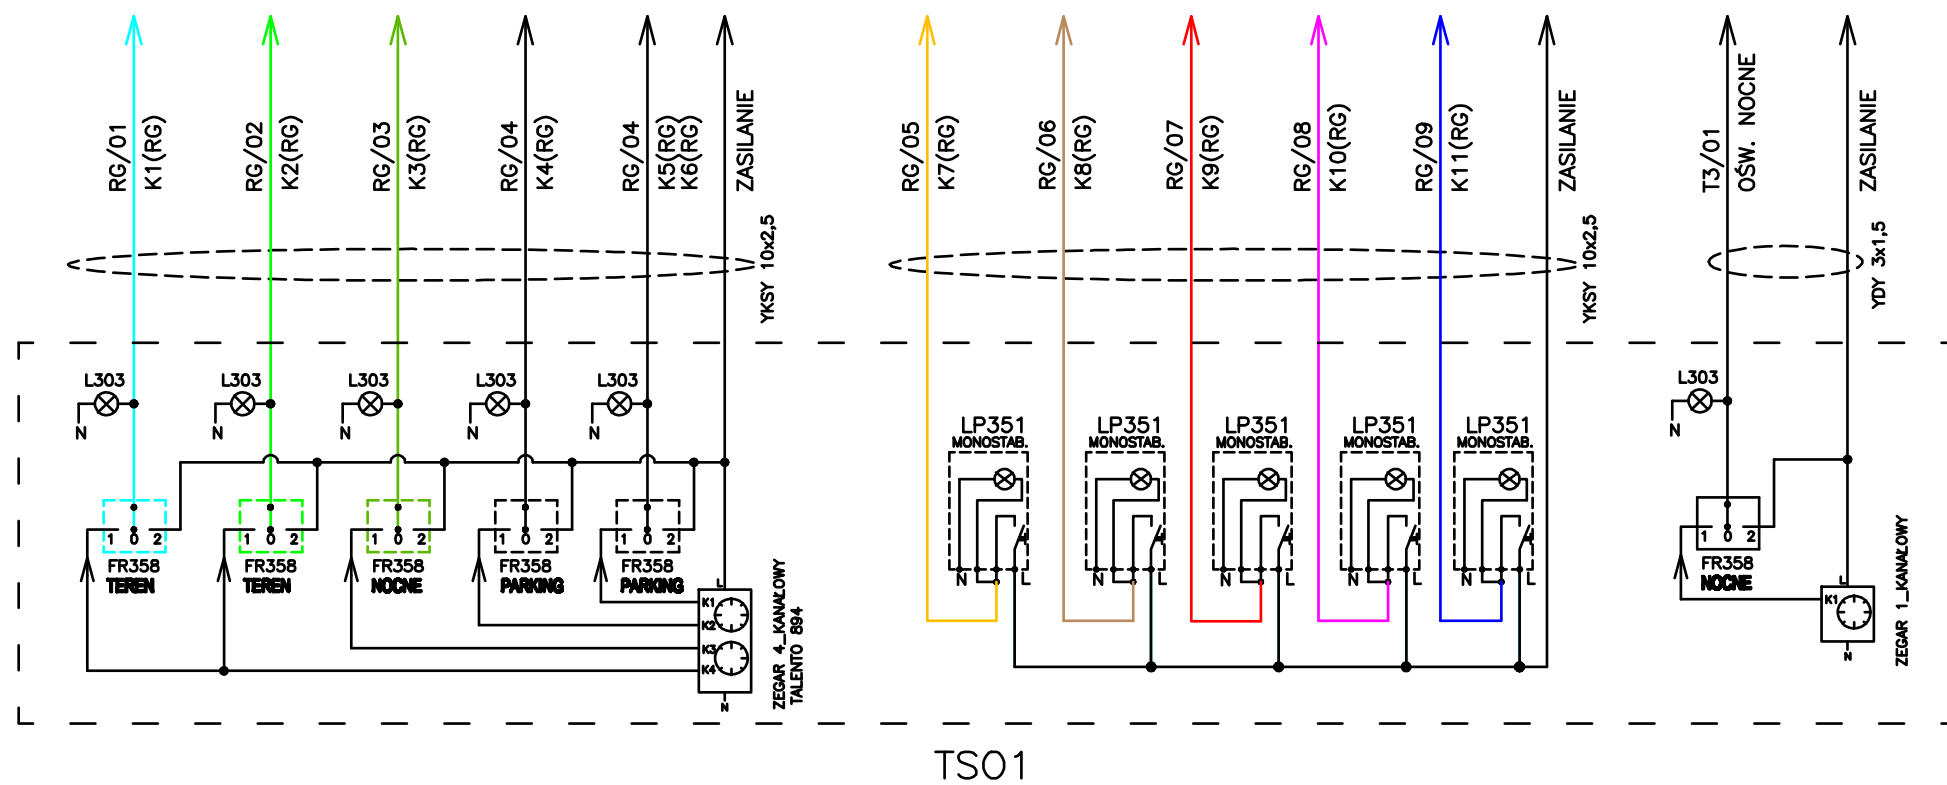 RG/01
K1(RG)
RG/02
K2(RG)
RG/03
K3(RG)
RG/04
K4(RG)
RG/04
K5(RG)
K6(RG)
ZASILANIE
YKSY 10x2,5
RG/05
K7(RG)
RG/06
K8(RG)
RG/07
K9(RG)
RG/08
K10(RG)
RG/09
K11(RG)
ZASILANIE
YKSY 10x2,5
T3/01
OŚW. NOCNE
ZASILANIE
YDY 3x1,5
L303
N
L303
N
L303
N
L303
N
L303
N
1 0 2
FR358
TEREN
1 0 2
FR358
TEREN
1 0 2
FR358
NOCNE
1 0 2
FR358
PARKING
1 0 2
FR358
PARKING
L
K1
K2
K3
K4
N
ZEGAR 4_KANAŁOWY
TALENTO 894
LP351
MONOSTAB.
N L
LP351
MONOSTAB.
N L
LP351
MONOSTAB.
N L
LP351
MONOSTAB.
N L
LP351
MONOSTAB.
N L
L303
N
1 0 2
FR358
NOCNE
L
K1
N
ZEGAR 1_KANAŁOWY
TS01